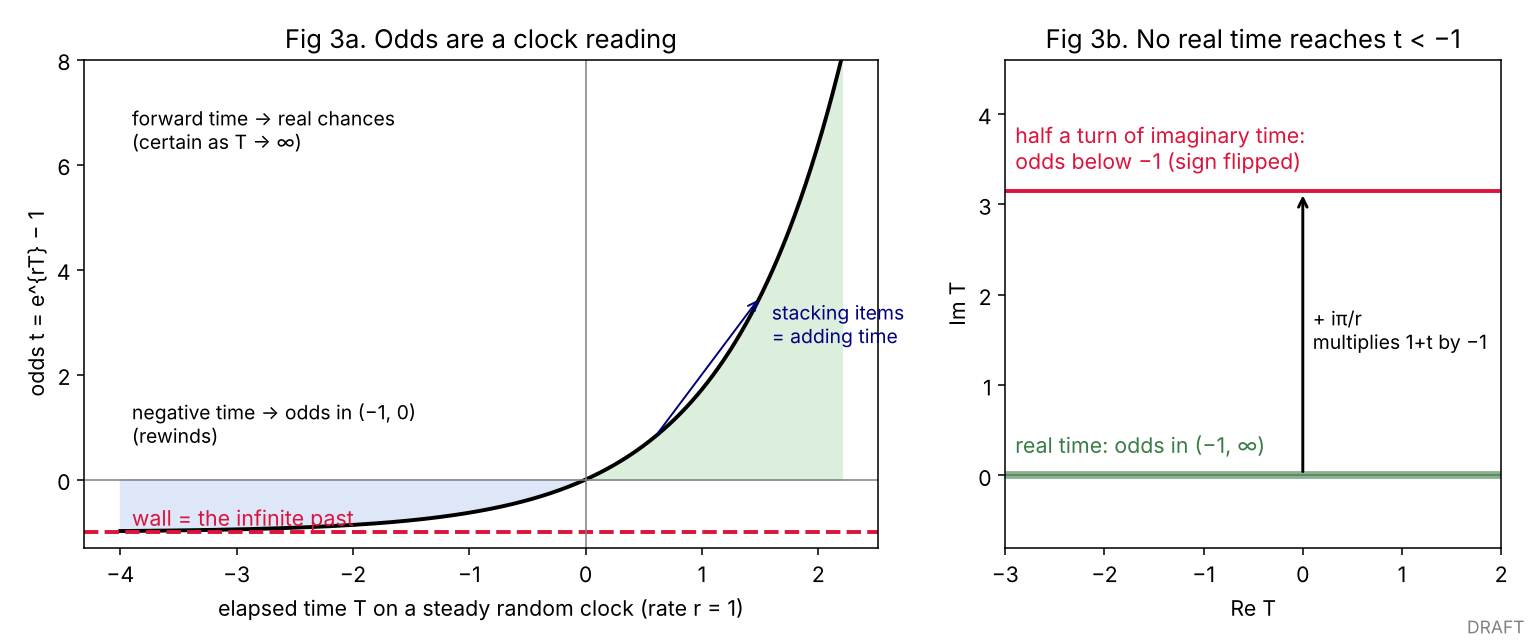 Fig 3a. Odds are a clock reading
8
6
4
2
0
odds t = e^{rT} − 1
forward time → real chances
(certain as T → ∞)
stacking items
= adding time
negative time → odds in (−1, 0)
(rewinds)
wall = the infinite past
−4
−3
−2
−1
0
1
2
elapsed time T on a steady random clock (rate r = 1)
Fig 3b. No real time reaches t < −1
4
3
2
1
0
Im T
half a turn of imaginary time:
odds below −1 (sign flipped)
+ iπ/r
multiplies 1+t by −1
real time: odds in (−1, ∞)
−3
−2
−1
0
1
2
Re T
DRAFT